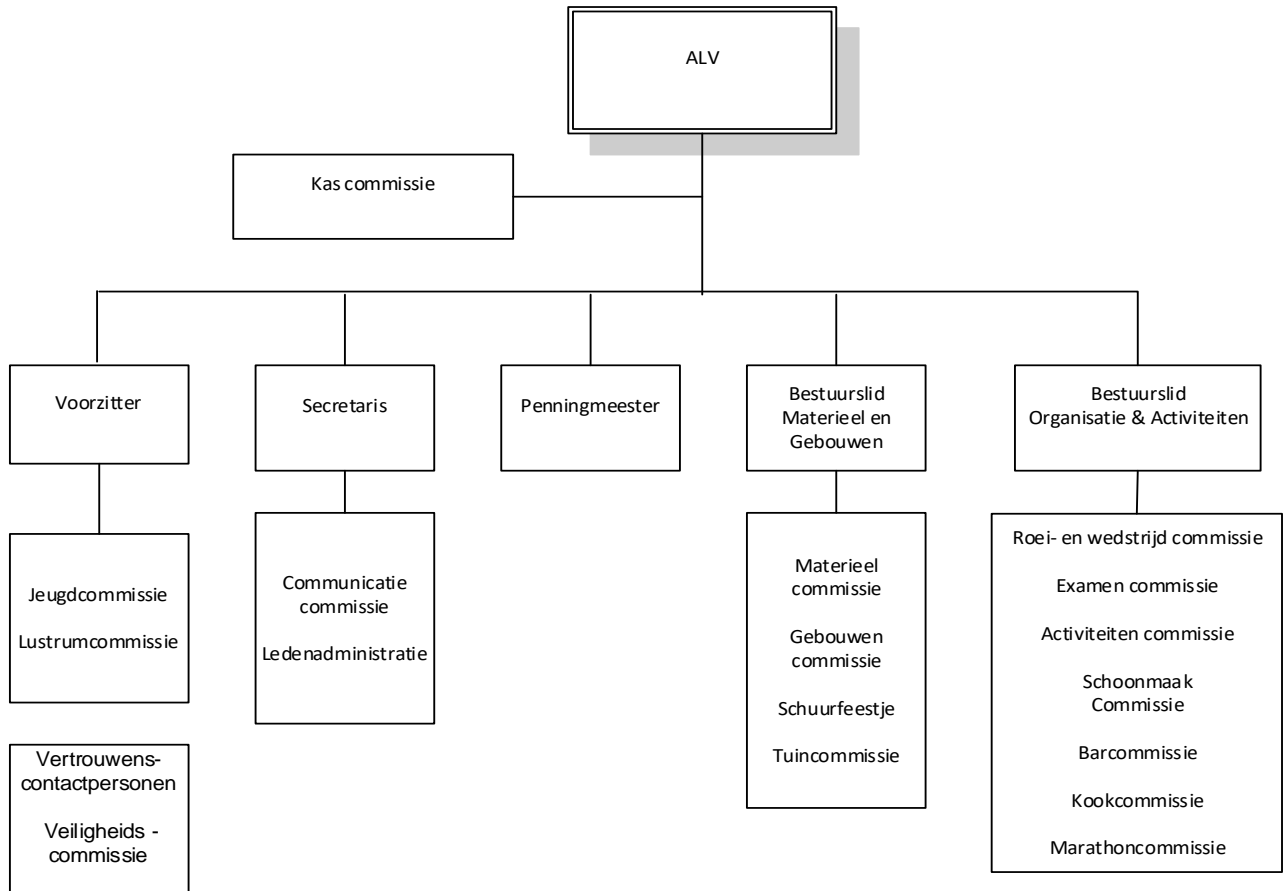 ALV
Kas commissie
Voorzitter
Secretaris
Penningmeester
Bestuurslid
Materieel en
Gebouwen
Bestuurslid
Organisatie & Activiteiten
Jeugdcommissie
Lustrumcommissie
Communicatie
commissie
Ledenadministratie
Materieel
commissie
Gebouwen
commissie
Schuurfeestje
Tuincommissie
Roei- en wedstrijd commissie
Examen commissie
Activiteiten commissie
Schoonmaak
Commissie
Barcommissie
Kookcommissie
Marathoncommissie
Vertrouwens-
contactpersonen
Veiligheids -
commissie